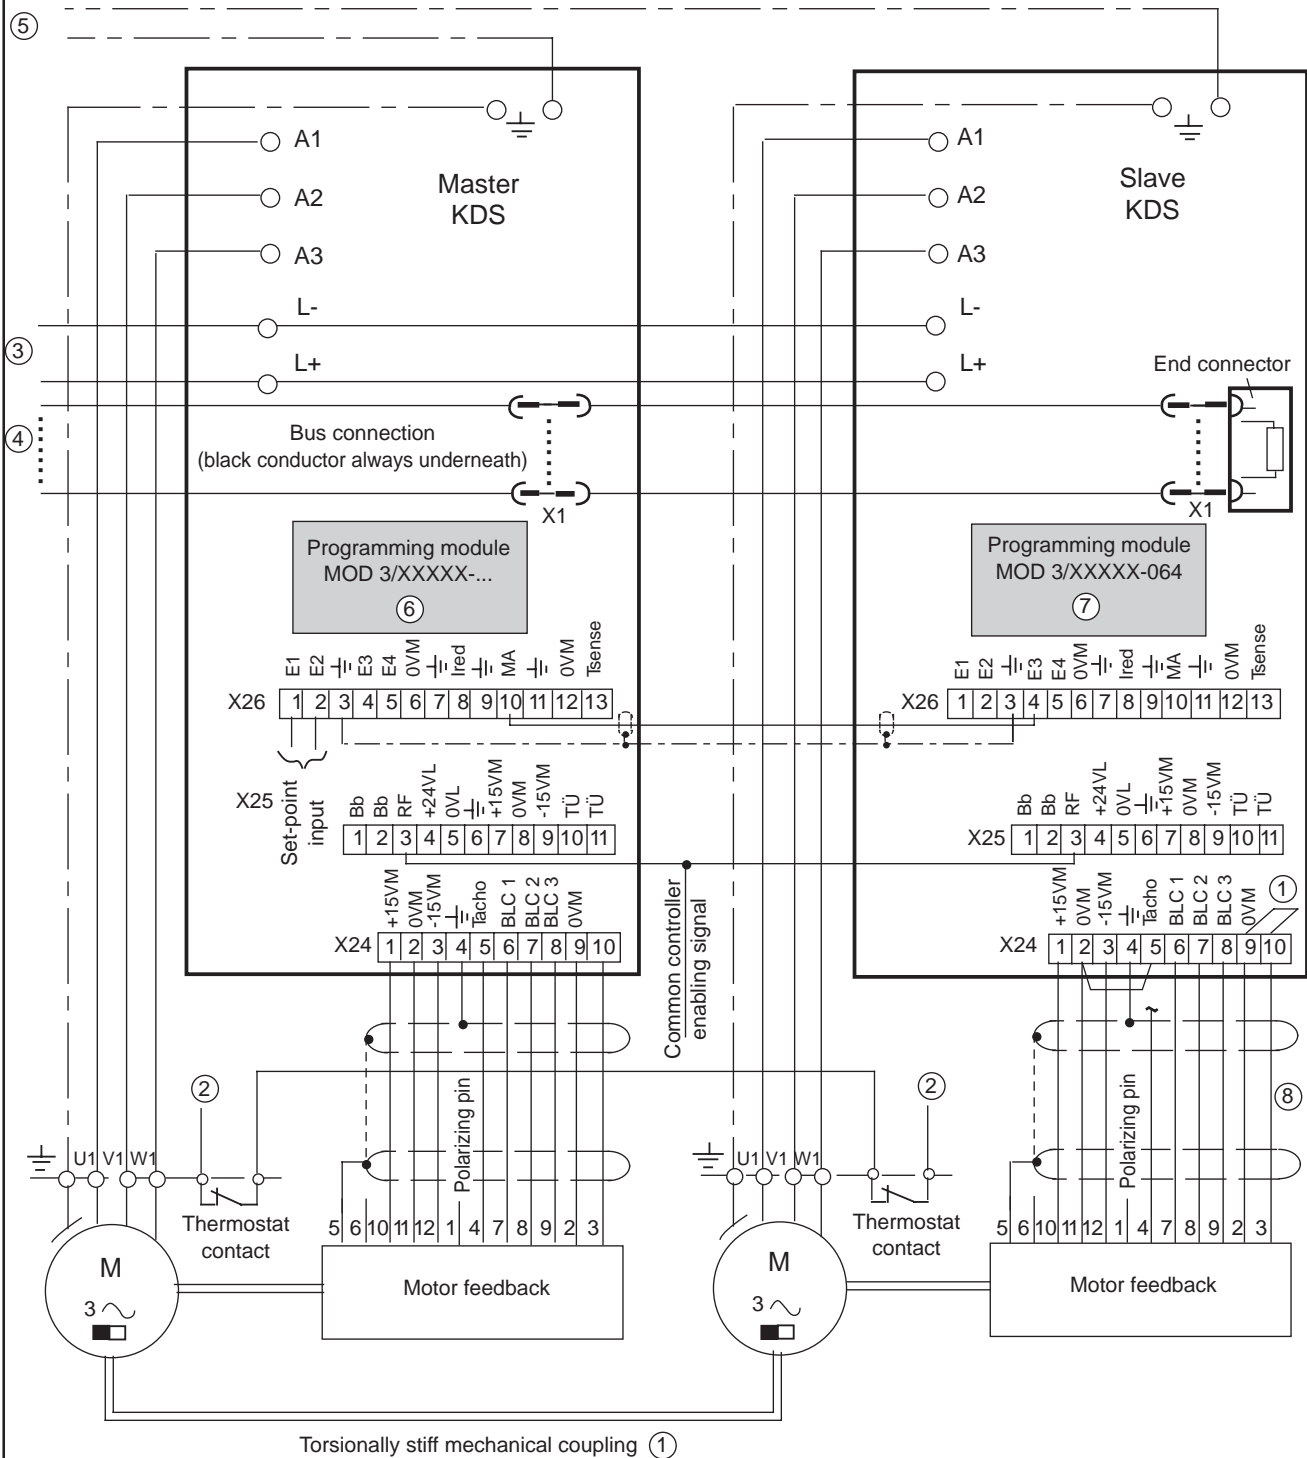 5
A1
A2
A3
L-
L+
Master
KDS
A1
A2
A3
L-
L+
Slave
KDS
3
4
End connector
Bus connection
(black conductor always underneath)
X1
X1
Programming module
MOD 3/XXXXX-...
6
Programming module
MOD 3/XXXXX-064
7
E1 E2 E3 E4 0VM Ired MA 0VM Tsense
X26 1 2 3 4 5 6 7 8 9 10 11 12 13
E1 E2 E3 E4 0VM Ired MA 0VM Tsense
X26 1 2 3 4 5 6 7 8 9 10 11 12 13
Set-point
input
Bb Bb RF +24VL 0VL +15VM 0VM -15VM TÜ TÜ
X25 1 2 3 4 5 6 7 8 9 10 11
Bb Bb RF +24VL 0VL +15VM 0VM -15VM TÜ TÜ
X25 1 2 3 4 5 6 7 8 9 10 11
Common controller
enabling signal
+15VM 0VM -15VM Tacho BLC 1 BLC 2 BLC 3 0VM
X24 1 2 3 4 5 6 7 8 9 10
+15VM 0VM -15VM Tacho BLC 1 BLC 2 BLC 3 0VM
1
X24 1 2 3 4 5 6 7 8 9 10
2
Polarizing pin
2
Polarizing pin
8
U1 V1 W1
U1 V1 W1
Thermostat
contact
5 6 10 11 12 1 4 7 8 9 2 3
Thermostat
contact
5 6 10 11 12 1 4 7 8 9 2 3
M
3
Motor feedback
M
3
Motor feedback
Torsionally stiff mechanical coupling 1